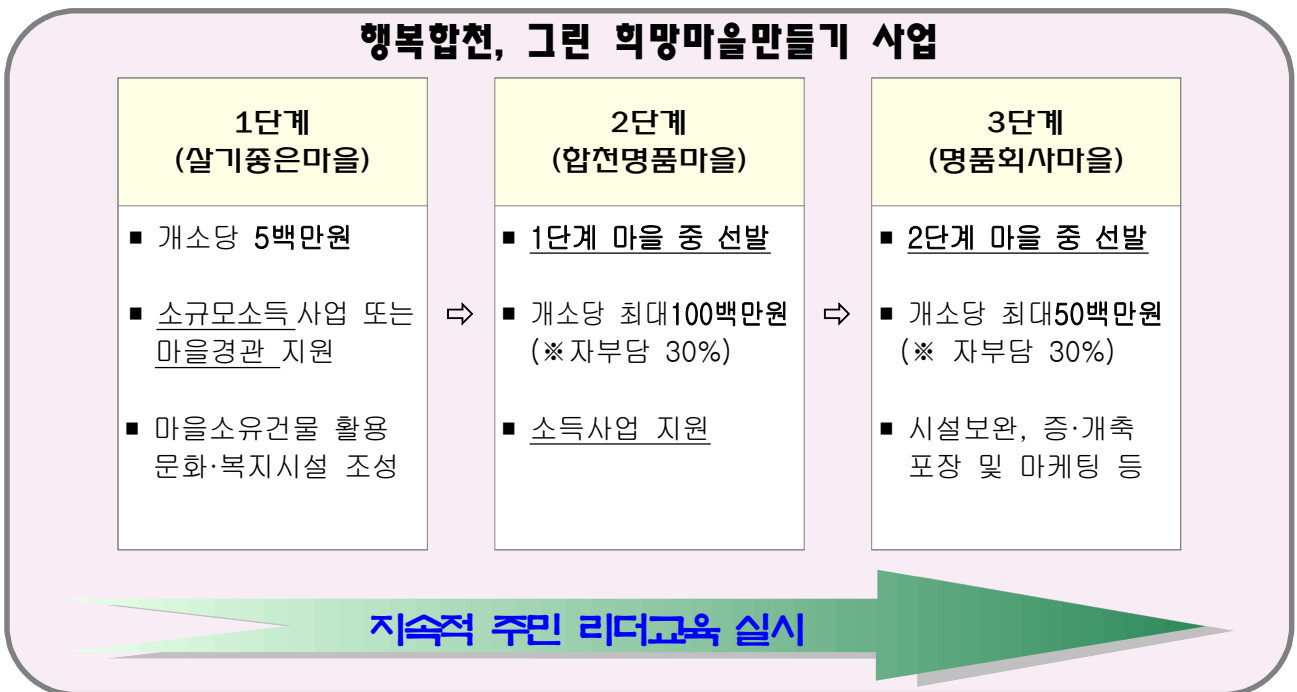 행복합천, 그린 희망마을만들기 사업
1단계
(살기좋은마을)
■ 개소당 5백만원
■ 소규모소득 사업 또는
마을경관 지원
■ 마을소유건물 활용
문화·복지시설 조성
⇨
2단계
(합천명품마을)
■ 1단계 마을 중 선발
■ 개소당 최대100백만원
(※자부담 30%)
■ 소득사업 지원
⇨
3단계
(명품회사마을)
■ 2단계 마을 중 선발
■ 개소당 최대50백만원
(※ 자부담 30%)
■ 시설보완, 증·개축
포장 및 마케팅 등
지속적 주민 리더교육 실시